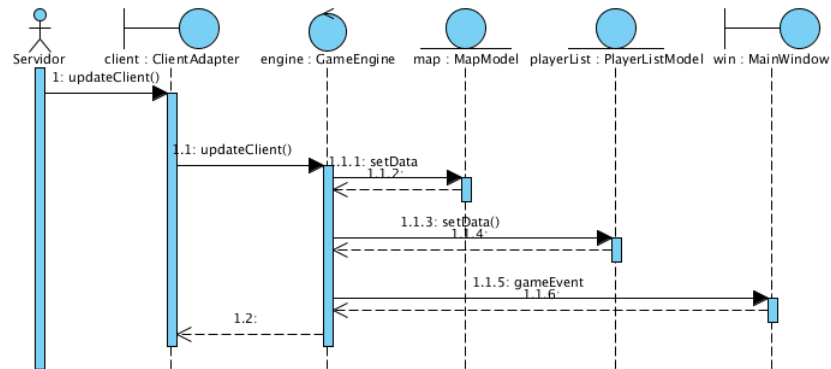 Servidor
client : ClientAdapter
engine : GameEngine
map : MapModel
playerList : PlayerListModel
win : MainWindow
1: updateClient()
1.1: updateClient()
1.1.1: setData
1.1.2:
1.1.3: setData()
1.1.4:
1.1.5: gameEvent
1.1.6:
1.2: